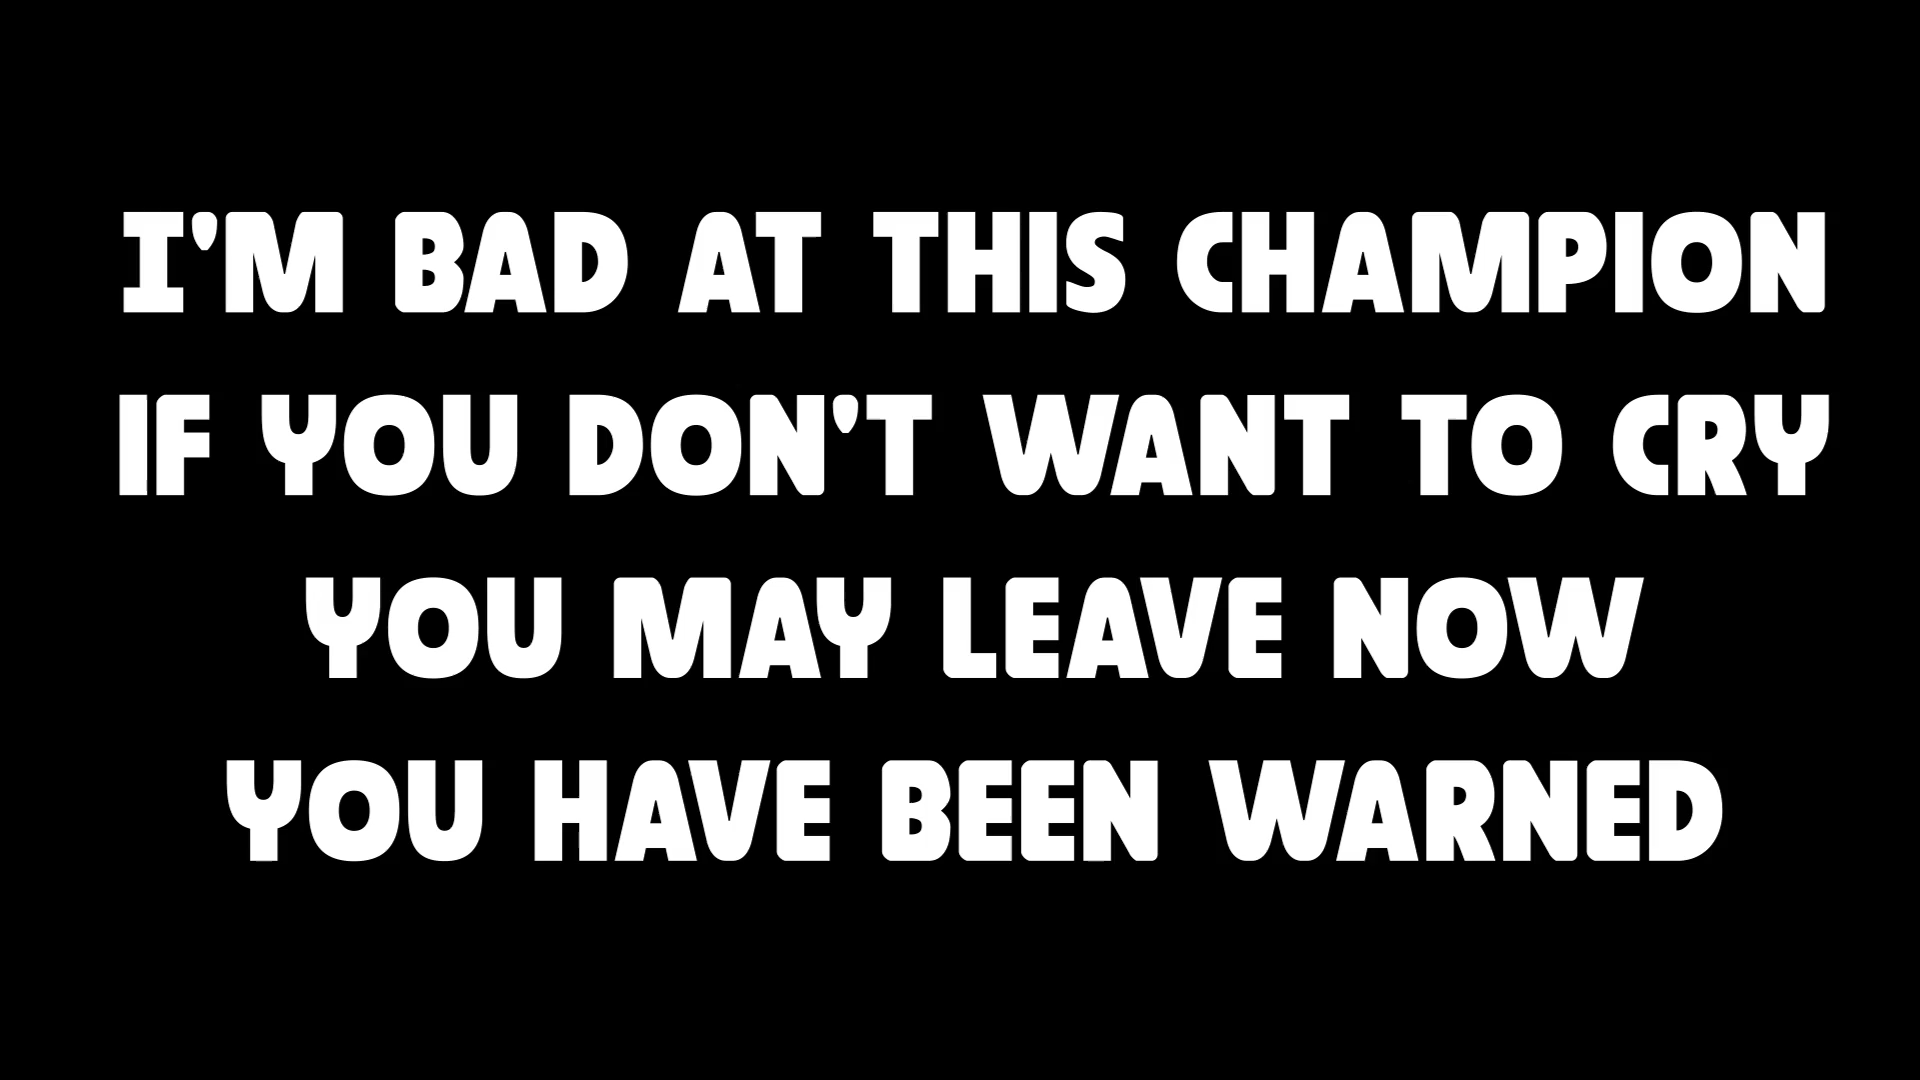 I'M BAD AT THIS CHAMPION
IF YOU DON'T WANT TO CRY
YOU MAY LEAVE NOW
YOU HAVE BEEN WARNED